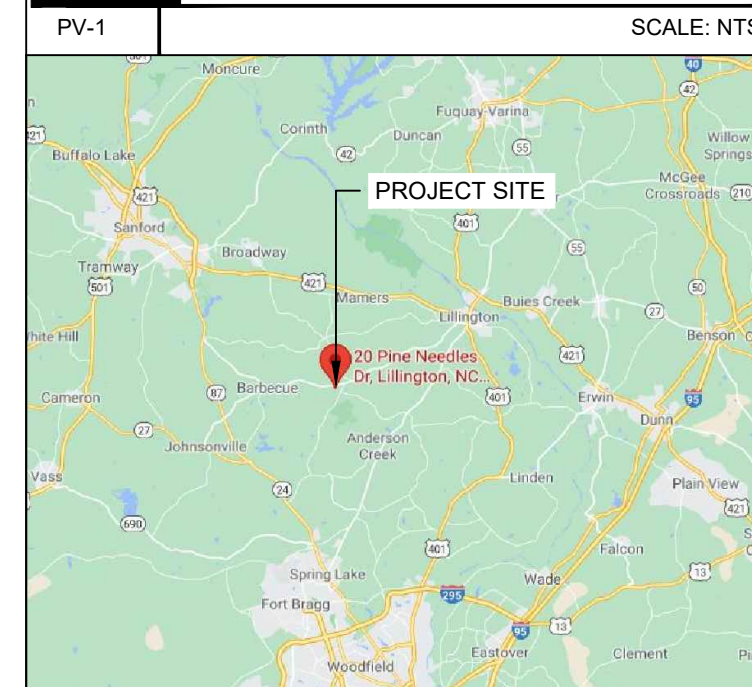 PV-1
SCALE: NTS
Moncure
40
42
Fuquay-Varina
Corinth
Duncan
42
55
Willow
Springs
Buffalo Lake
McGee
Crossroads
210
421
PROJECT SITE
401
Sanford
55
Broadway
Tramway
501
421
Mamers
50
Lillington
Buies Creek
27
White Hill
Benson
20 Pine Needles
Dr, Lillington, NC...
421
Cameron
87
Barbecue
401
Erwin
95
Dunn
27
Johnsonville
Anderson
Creek
Vass
24
Linden
Plain View
421
690
401
Falcon
Spring Lake
Wade
13
Fort Bragg
295
95
13
Eastover
Clement
Woodfield